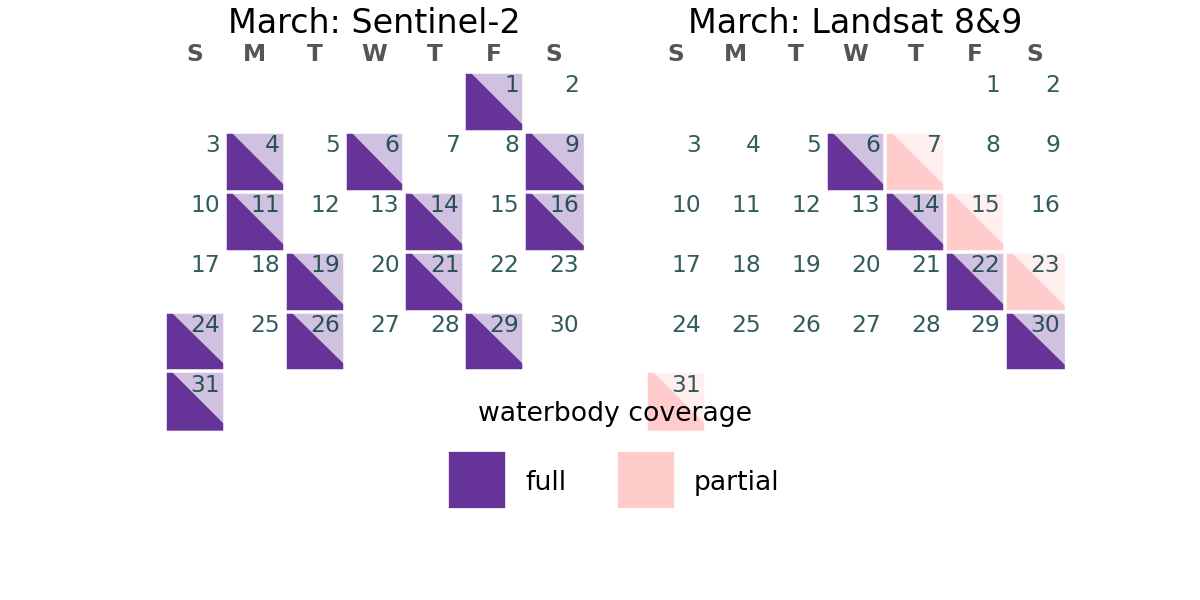 March: Sentinel-2
S M T W T F S
1 2
3 4 5 6 7 8 9
10 11 12 13 14 15 16
17 18 19 20 21 22 23
24 25 26 27 28 29 30
31
March: Landsat 8&9
S M T W T F S
1 2
3 4 5 6 7 8 9
10 11 12 13 14 15 16
17 18 19 20 21 22 23
24 25 26 27 28 29 30
31
waterbody coverage
full partial